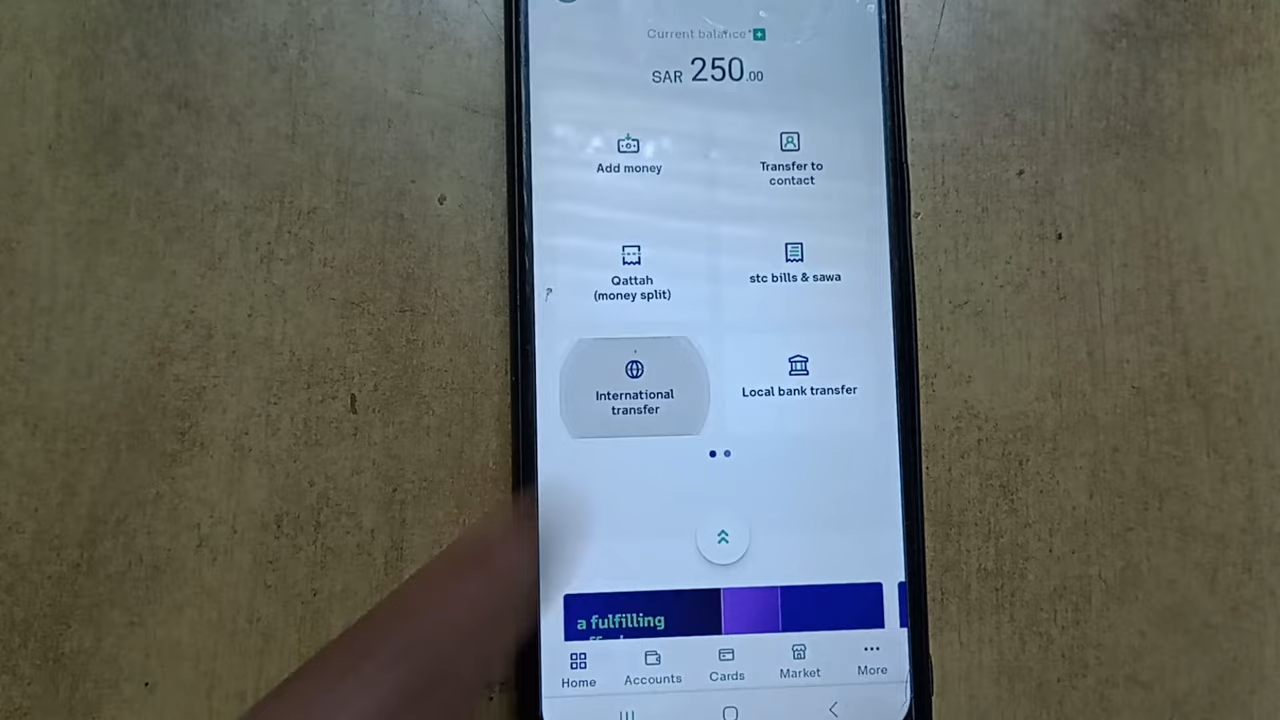 Current balance*
SAR 250.00
Add money
Transfer to
contact
Qattah
(money split)
stc bills & sawa
International
transfer
Local bank transfer
a fulfilling
Home
Accounts
Cards
Market
More